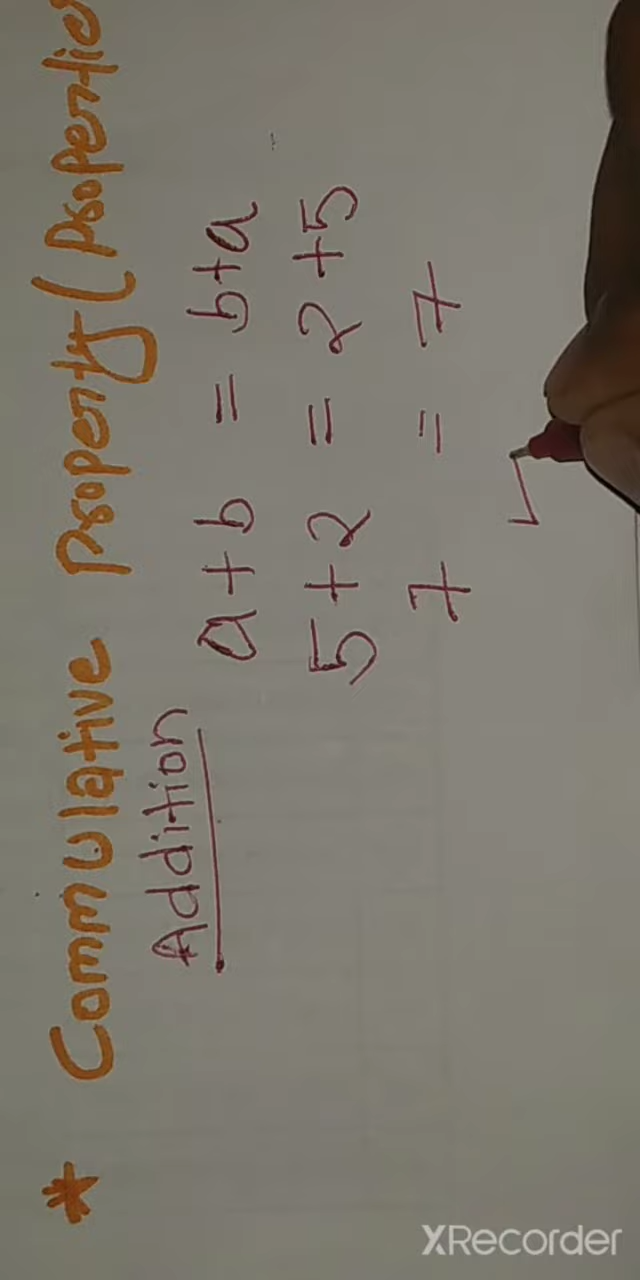 * Commulative Property (Propertie
Addition
a + b = b+a
5 + 2 = 2 +5
7 = 7
XRecorder